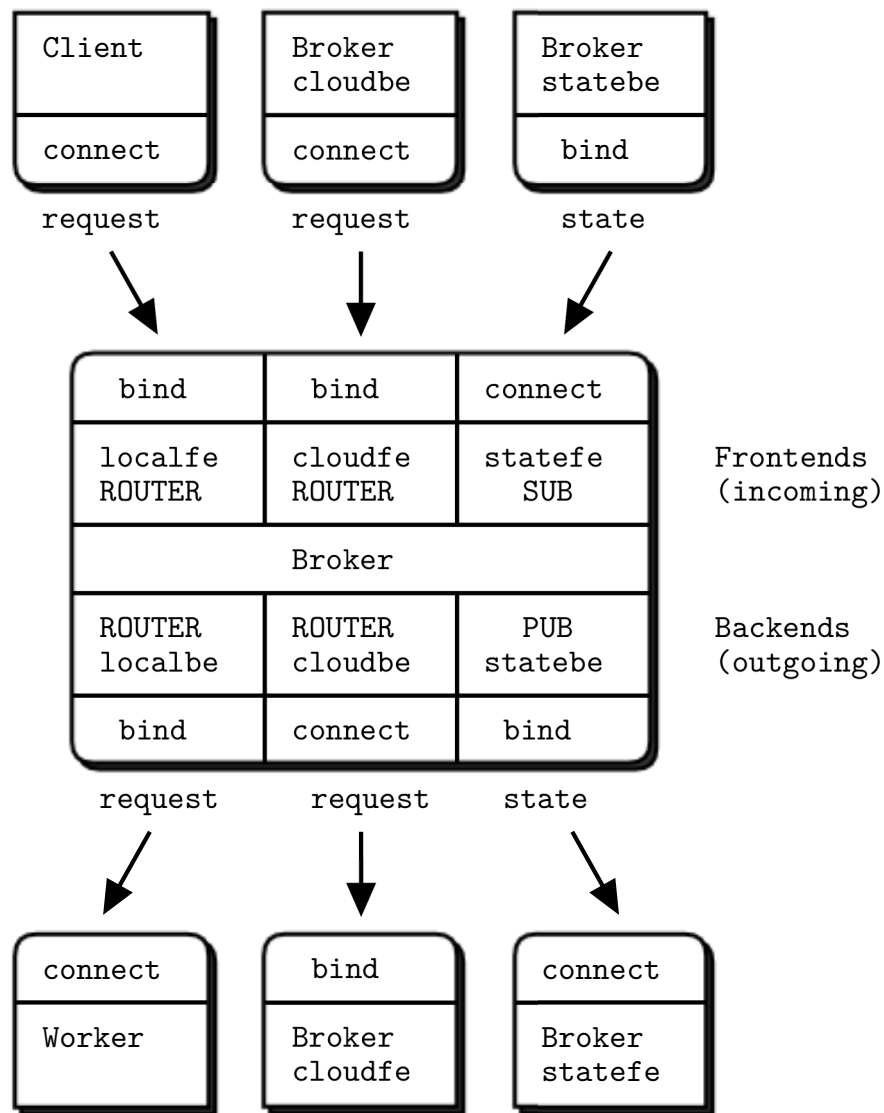 Client
Broker
cloudbe
Broker
statebe
connect
connect
bind
request
request
state
bind
bind
connect
localfe
ROUTER
cloudfe
ROUTER
statefe
SUB
Frontends
(incoming)
Broker
ROUTER
localbe
ROUTER
cloudbe
PUB
statebe
Backends
(outgoing)
bind
connect
bind
request
request
state
connect
bind
connect
Worker
Broker
cloudfe
Broker
statefe